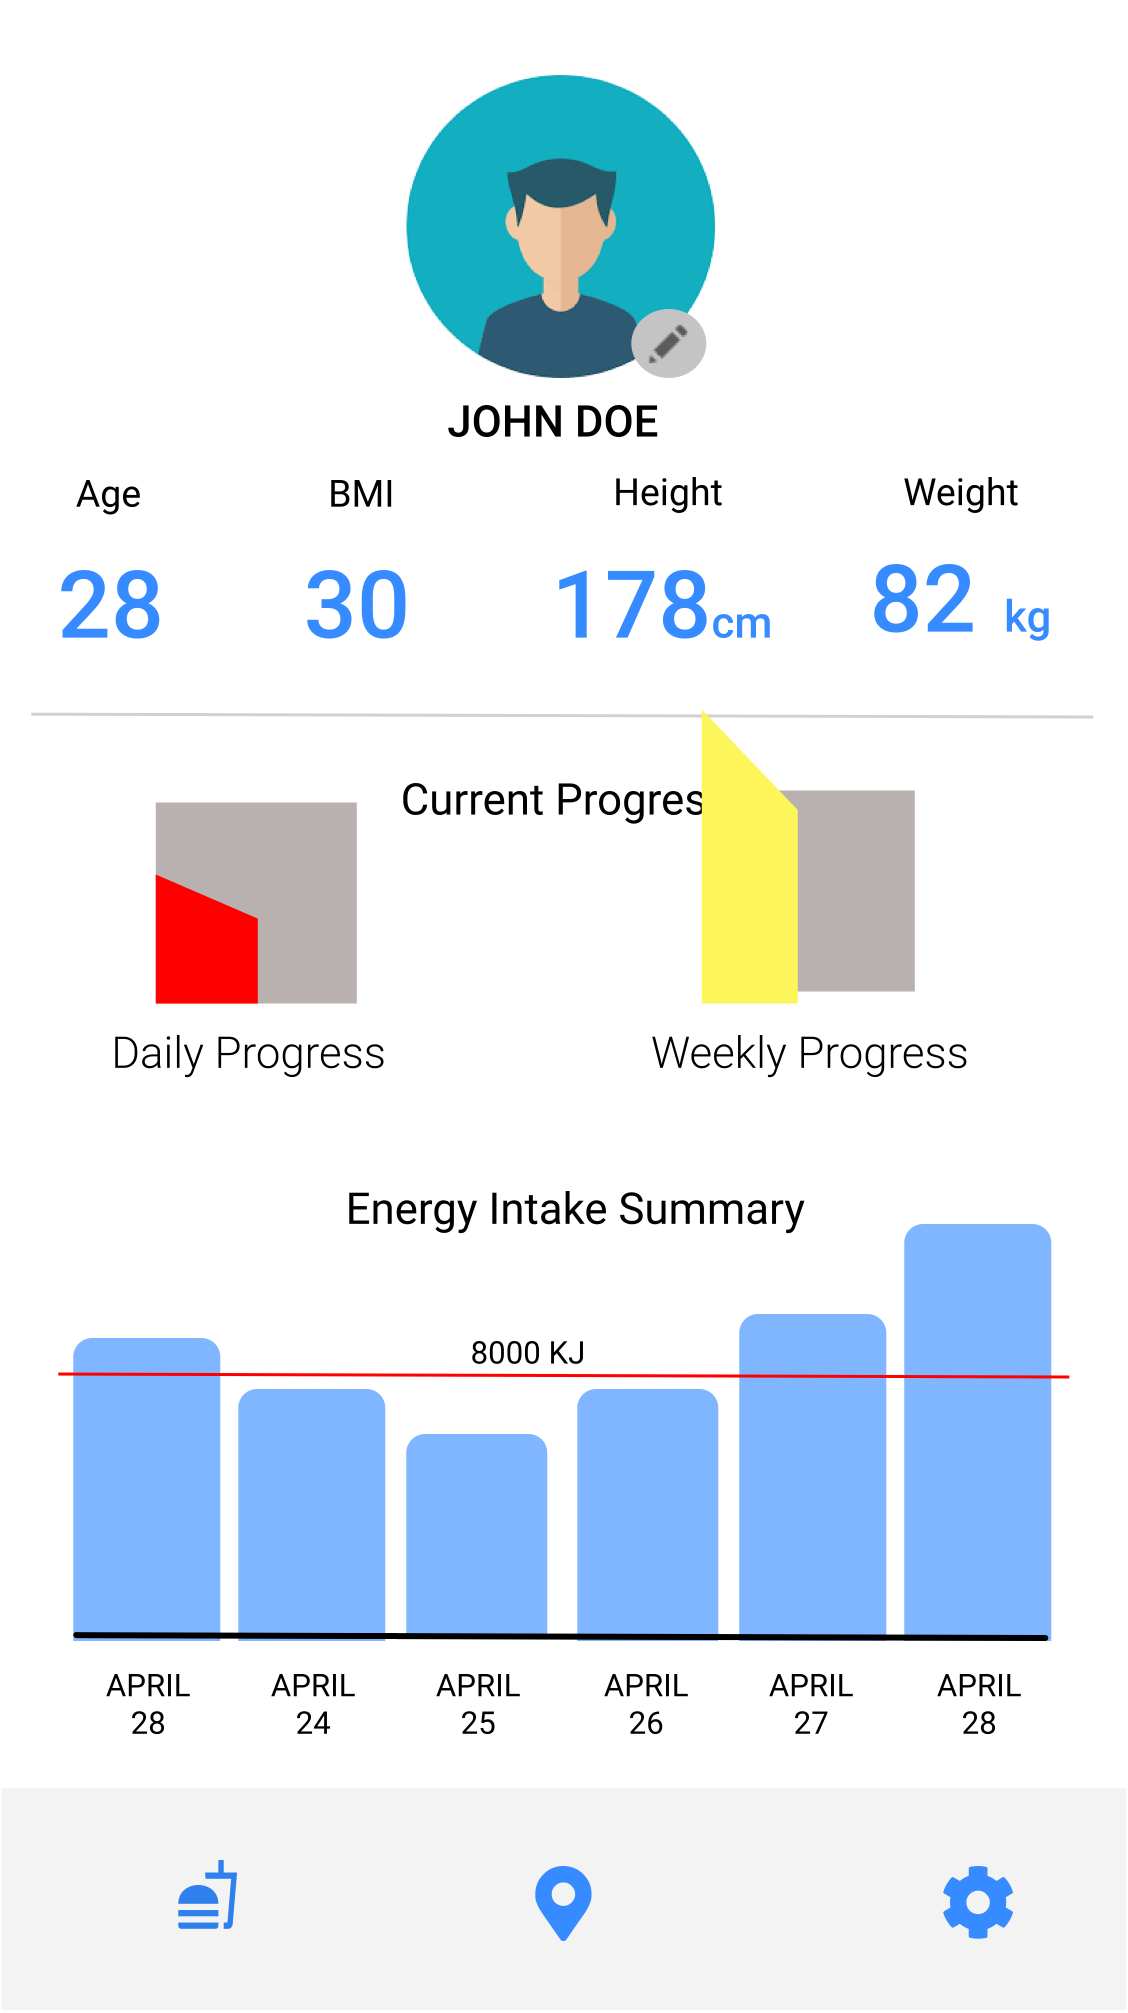 JOHN DOE
Age BMI Height Weight
28 30 178cm 82 kg
Current Progres
Daily Progress Weekly Progress
Energy Intake Summary
8000 KJ
APRIL APRIL APRIL APRIL APRIL APRIL
28 24 25 26 27 28